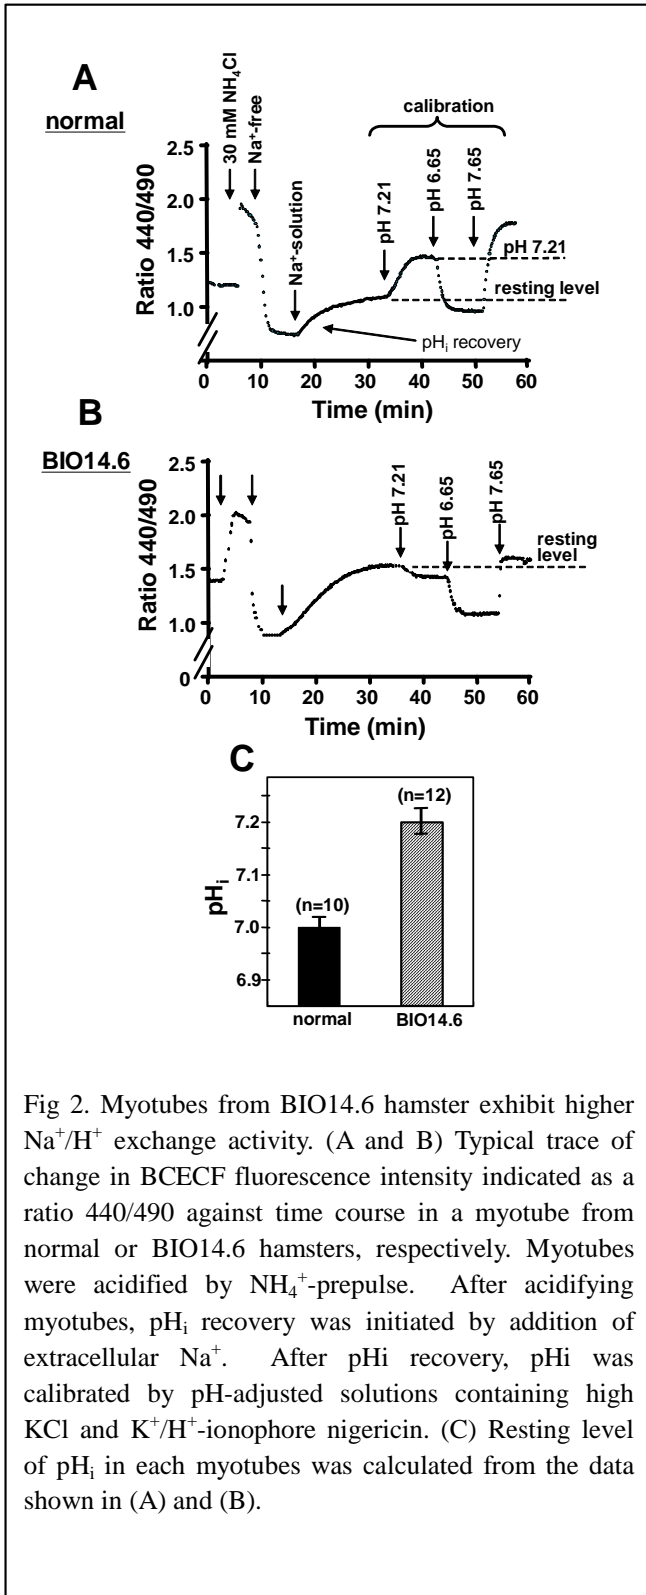 A
normal
30 mM NH₄Cl
Na⁺-free
Na⁺-solution
calibration
pH 7.21
pH 6.65
pH 7.65
pH 7.21
resting level
pHᵢ recovery
Ratio 440/490
2.5
2.0
1.5
1.0
0 10 20 30 40 50 60
Time (min)
B
BIO14.6
pH 7.21
pH 6.65
pH 7.65
resting
level
Ratio 440/490
2.5
2.0
1.5
1.0
0
0 10 20 30 40 50 60
Time (min)
C
pHᵢ
7.2
7.1
7.0
6.9
(n=10)
(n=12)
normal
BIO14.6
Fig 2. Myotubes from BIO14.6 hamster exhibit higher
Na⁺/H⁺ exchange activity. (A and B) Typical trace of
change in BCECF fluorescence intensity indicated as a
ratio 440/490 against time course in a myotube from
normal or BIO14.6 hamsters, respectively. Myotubes
were acidified by NH₄⁺-prepulse. After acidifying
myotubes, pHᵢ recovery was initiated by addition of
extracellular Na⁺. After pHi recovery, pHi was
calibrated by pH-adjusted solutions containing high
KCl and K⁺/H⁺-ionophore nigericin. (C) Resting level
of pHᵢ in each myotubes was calculated from the data
shown in (A) and (B).